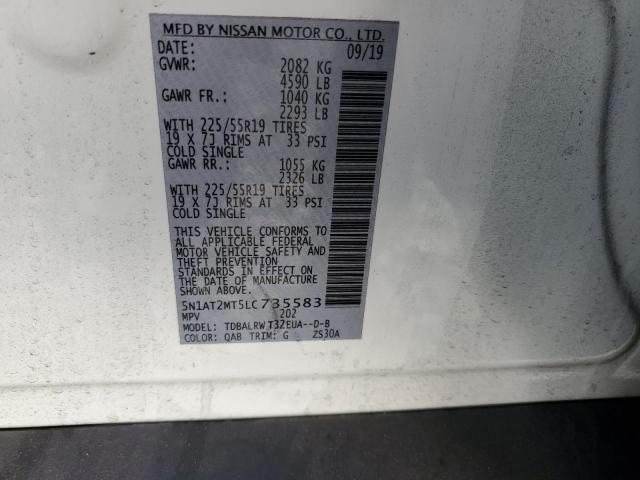 MFD BY NISSAN MOTOR CO., LTD.
DATE: 09/19
GVWR: 2082 KG
4590 LB
GAWR FR.: 1040 KG
2293 LB
WITH 225/55R19 TIRES
19 X 7J RIMS AT 33 PSI
COLD SINGLE
GAWR RR.: 1055 KG
2326 LB
WITH 225/55R19 TIRES
19 X 7J RIMS AT 33 PSI
COLD SINGLE
THIS VEHICLE CONFORMS TO
ALL APPLICABLE FEDERAL
MOTOR VEHICLE SAFETY AND
THEFT PREVENTION
STANDARDS IN EFFECT ON
THE DATE OF MANUFACTURE
SHOWN ABOVE.
5N1AT2MT5LC735583
MPV 202
MODEL: TDBALRWT32EUA--D-B
COLOR: QAB TRIM: G ZS30A